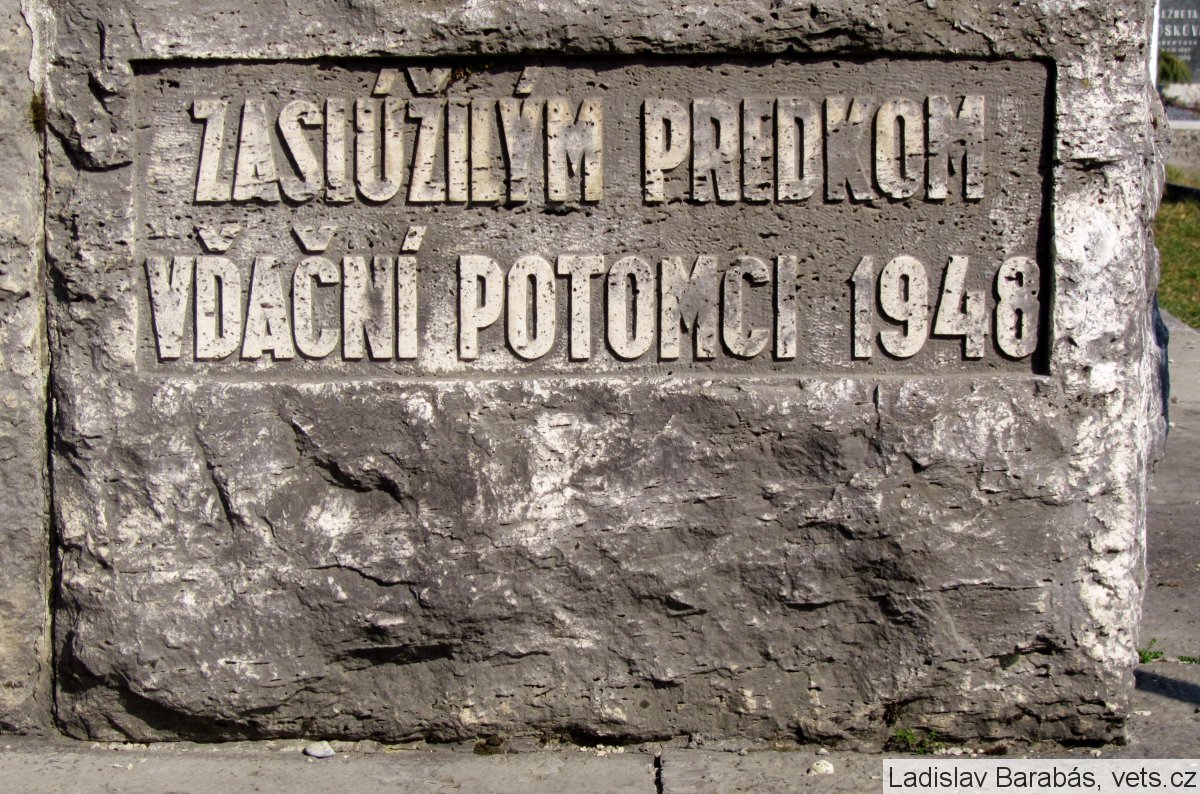 ZASLÚŽILÝM PREDKOM
VĎAČNÍ POTOMCI 1948
Ladislav Barabás, vets.cz